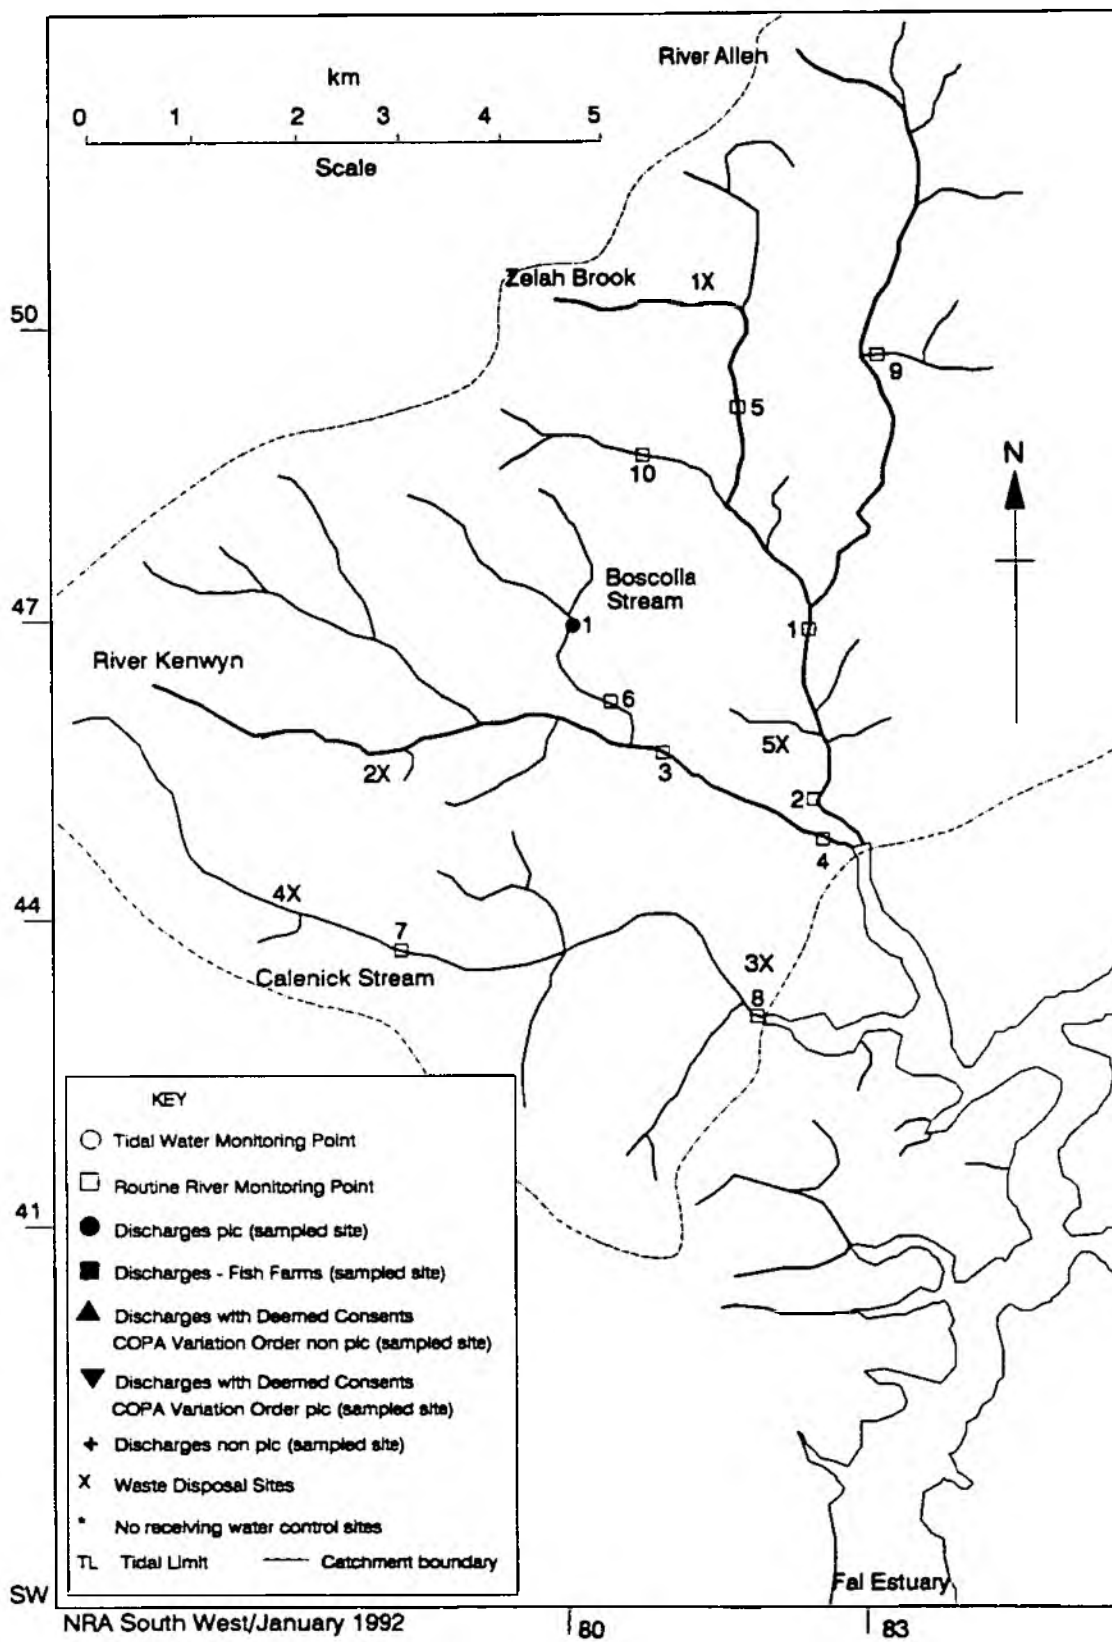 River Allen
km
0 1 2 3 4 5
Scale
Zelah Brook
1X
50
9
5
N
10
Boscolla
Stream
1
1
47
River Kenwyn
6
5X
2X
3
2
4
4X
44
7
3X
Calenick Stream
8
KEY
Tidal Water Monitoring Point
Routine River Monitoring Point
41
Discharges plc (sampled site)
Discharges - Fish Farms (sampled site)
Discharges with Deemed Consents
COPA Variation Order non plc (sampled site)
Discharges with Deemed Consents
COPA Variation Order plc (sampled site)
+ Discharges non plc (sampled site)
X Waste Disposal Sites
* No receiving water control sites
TL Tidal Limit Catchment boundary
Fal Estuary
SW
NRA South West/January 1992
80
83